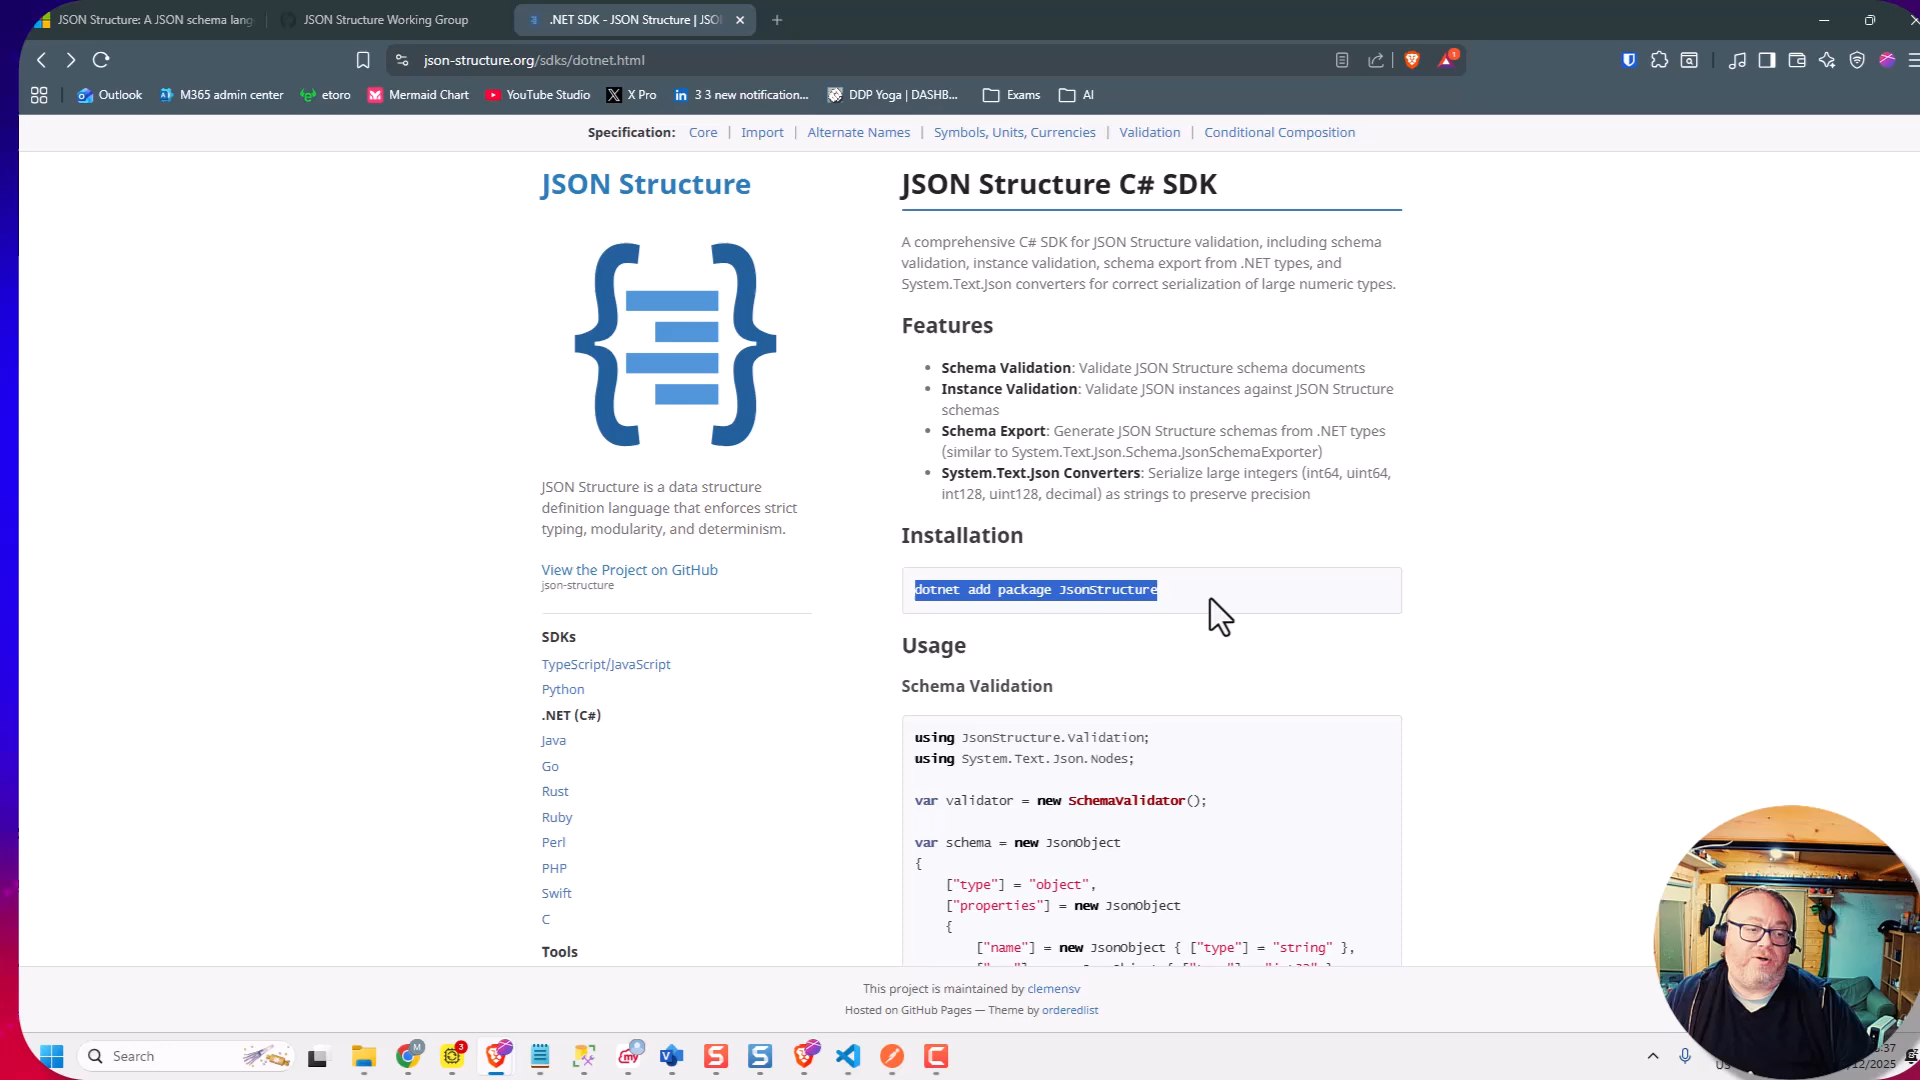 JSON Structure: A JSON schema lang
JSON Structure Working Group
.NET SDK - JSON Structure | JSO
json-structure.org/sdks/dotnet.html
1
Outlook
M365 admin center
etoro
Mermaid Chart
YouTube Studio
X Pro
3 3 new notification...
DDP Yoga | DASHB...
Exams
AI
Specification: Core | Import | Alternate Names | Symbols, Units, Currencies | Validation | Conditional Composition
JSON Structure
JSON Structure is a data structure
definition language that enforces strict
typing, modularity, and determinism.
View the Project on GitHub
json-structure
SDKs
TypeScript/JavaScript
Python
.NET (C#)
Java
Go
Rust
Ruby
Perl
PHP
Swift
C
Tools
JSON Structure C# SDK
A comprehensive C# SDK for JSON Structure validation, including schema
validation, instance validation, schema export from .NET types, and
System.Text.Json converters for correct serialization of large numeric types.
Features
Schema Validation: Validate JSON Structure schema documents
Instance Validation: Validate JSON instances against JSON Structure
schemas
Schema Export: Generate JSON Structure schemas from .NET types
(similar to System.Text.Json.Schema.JsonSchemaExporter)
System.Text.Json Converters: Serialize large integers (int64, uint64,
int128, uint128, decimal) as strings to preserve precision
Installation
dotnet add package JsonStructure
Usage
Schema Validation
using JsonStructure.Validation;
using System.Text.Json.Nodes;
var validator = new SchemaValidator();
var schema = new JsonObject
{
["type"] = "object",
["properties"] = new JsonObject
{
["name"] = new JsonObject { ["type"] = "string" },
This project is maintained by clemensv
Hosted on GitHub Pages — Theme by orderedlist
Search
3